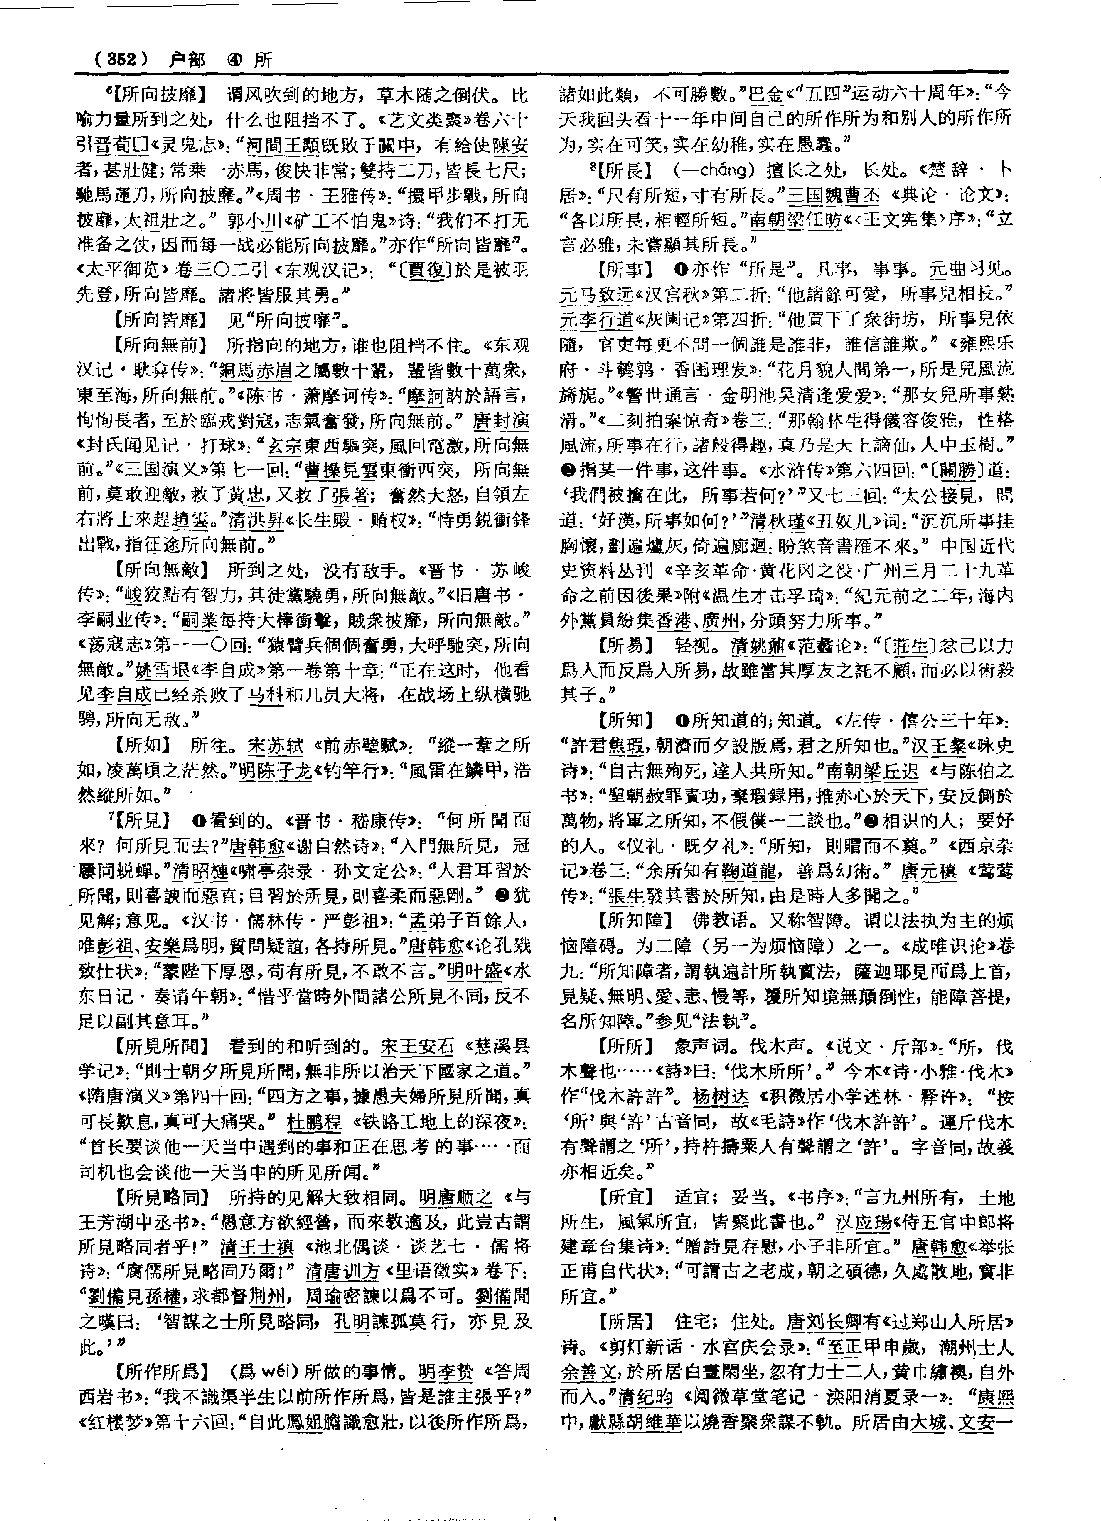 （352） 户部 ④ 所
⁶【所向披靡】 谓风吹到的地方，草木随之倒伏。比
喻力量所到之处，什么也阻挡不了。《艺文类聚》卷六十
引晋荀□《灵鬼志》：“河間王顒既敗于關中，有給使陳安
者，甚壯健；常乘一赤馬，俊快非常；雙持二刀，皆長七尺；
馳馬運刀，所向披靡。”《周书·王雅传》：“擐甲步戰，所向
披靡，太祖壯之。”郭小川《矿工不怕鬼》诗：“我们不打无
准备之仗，因而每一战必能所向披靡。”亦作“所向皆靡”。
《太平御览》卷三〇二引《东观汉记》：“〔賈復〕於是被羽
先登，所向皆靡。諸將皆服其勇。”
【所向皆靡】 见“所向披靡”。
【所向無前】 所指向的地方，谁也阻挡不住。《东观
汉记·耿弇传》：“銅馬赤眉之屬數十輩，輩皆數十萬衆，
東至海，所向無前。”《陈书·萧摩诃传》：“摩訶訥於語言，
恂恂長者，至於臨戎對寇，志氣奮發，所向無前。”唐封演
《封氏闻见记·打球》：“玄宗東西驅突，風回電激，所向無
前。”《三国演义》第七一回：“曹操見雲東衝西突，所向無
前，莫敢迎敵，救了黄忠，又救了張著；奮然大怒，自領左
右將士來趕趙雲。”清洪昇《长生殿·贿权》：“恃勇鋭衝鋒
出戰，指征途所向無前。”
【所向無敵】 所到之处，没有敌手。《晋书·苏峻
传》：“峻狡黠有智力，其徒黨驍勇，所向無敵。”《旧唐书·
李嗣业传》：“嗣業每持大棒衝擊，賊衆披靡，所向無敵。”
《荡寇志》第一一〇回：“猿臂兵個個奮勇，大呼馳突，所向
無敵。”姚雪垠《李自成》第一卷第十章：“正在这时，他看
见李自成已经杀败了马科和几员大将，在战场上纵横驰
骋，所向无敌。”
【所如】 所往。宋苏轼《前赤壁赋》：“縱一葦之所
如，凌萬頃之茫然。”明陈子龙《钓竿行》：“風雷在鱗甲，浩
然縱所如。”
⁷【所見】 ❶看到的。《晋书·嵇康传》：“何所聞而
來？何所見而去？”唐韩愈《谢自然诗》：“入門無所見，冠
屨同蜕蟬。”清昭槤《啸亭杂录·孙文定公》：“人君耳習於
所聞，則喜諛而惡直；目習於所見，則喜柔而惡剛。”❷犹
见解；意见。《汉书·儒林传·严彭祖》：“孟弟子百餘人，
唯彭祖、安樂爲明，質問疑誼，各持所見。”唐韩愈《论孔戣
致仕状》：“蒙陛下厚恩，苟有所見，不敢不言。”明叶盛《水
东日记·奏请午朝》：“惜乎當時外間諸公所見不同，反不
足以副其意耳。”
【所見所聞】 看到的和听到的。宋王安石《慈溪县
学记》：“則士朝夕所見所聞，無非所以治天下國家之道。”
《隋唐演义》第四十回：“四方之事，據愚夫婦所見所聞，真
可長歎息，真可大痛哭。”杜鹏程《铁路工地上的深夜》：
“首长要谈他一天当中遇到的事和正在思考的事……而
司机也会谈他一天当中的所见所闻。”
【所見略同】 所持的见解大致相同。明唐顺之《与
王芳湖中丞书》：“愚意方欲經營，而來教適及，此豈古謂
所見略同者乎！”清王士禛《池北偶谈·谈艺七·儒将
诗》：“腐儒所見略同乃爾！”清唐训方《里语徵实》卷下：
“劉備見孫權，求都督荆州，周瑜密諫以爲不可。劉備聞
之嘆曰：‘智謀之士所見略同，孔明諫孤莫行，亦見及
此。’”
【所作所爲】 （爲wéi）所做的事情。明李贽《答周
西岩书》：“我不識渠半生以前所作所爲，皆是誰主張乎？”
《红楼梦》第十六回：“自此鳳姐膽識愈壯，以後所作所爲，
諸如此類，不可勝數。”巴金《“五四”运动六十周年》：“今
天我回头看十一年中间自己的所作所为和别人的所作所
为，实在可笑，实在幼稚，实在愚蠢。”
⁸【所長】 （—cháng）擅长之处，长处。《楚辞·卜
居》：“尺有所短，寸有所長。”三国魏曹丕《典论·论文》：
“各以所長，相輕所短。”南朝梁任昉《〈王文宪集〉序》：“立
言必雅，未嘗顯其所長。”
【所事】 ❶亦作“所是”。凡事，事事。元曲习见。
元马致远《汉宫秋》第二折：“他諸餘可愛，所事兒相投。”
元李行道《灰阑记》第四折：“他買下了衆街坊，所事兒依
隨，官吏每更不問一個誰是誰非，誰信誰欺。”《雍熙乐
府·斗鹌鹑·香闺理发》：“花月貌人間第一，所是兒風流
旖旎。”《警世通言·金明池吴清逢爱爱》：“那女兒所事熟
滑。”《二刻拍案惊奇》卷三：“那翰林生得儀容俊雅，性格
風流，所事在行，諸般得趣，真乃是天上謫仙，人中玉樹。”
❷指某一件事，这件事。《水浒传》第六四回：“〔關勝〕道：
‘我們被擒在此，所事若何？’”又七二回：“太公接見，問
道：‘好漢，所事如何？’”清秋瑾《丑奴儿》词：“沉沉所事挂
胸懷，劃遍爐灰，倚遍廊迴，盼煞音書雁不來。”中国近代
史资料丛刊《辛亥革命·黄花冈之役·广州三月二十九革
命之前因後果》附《温生才击孚琦》：“紀元前之二年，海内
外黨員紛集香港、廣州，分頭努力所事。”
【所易】 轻视。清姚鼐《范蠡论》：“〔莊生〕忿己以力
爲人而反爲人所易，故雖當其厚友之託不顧，而必以術殺
其子。”
【所知】 ❶所知道的；知道。《左传·僖公三十年》：
“許君焦瑕，朝濟而夕設版焉，君之所知也。”汉王粲《咏史
诗》：“自古無殉死，達人共所知。”南朝梁丘迟《与陈伯之
书》：“聖朝赦罪責功，棄瑕録用，推赤心於天下，安反側於
萬物，將軍之所知，不假僕一二談也。”❷相识的人；要好
的人。《仪礼·既夕礼》：“所知，則賵而不奠。”《西京杂
记》卷三：“余所知有鞠道龍，善爲幻術。”唐元稹《莺莺
传》：“張生發其書於所知，由是時人多聞之。”
【所知障】 佛教语。又称智障。谓以法执为主的烦
恼障碍。为二障（另一为烦恼障）之一。《成唯识论》卷
九：“所知障者，謂執遍計所執實法，薩迦耶見而爲上首，
見疑、無明、愛、恚、慢等，覆所知境無顛倒性，能障菩提，
名所知障。”参见“法執”。
【所所】 象声词。伐木声。《说文·斤部》：“所，伐
木聲也……《詩》曰：‘伐木所所’。”今本《诗·小雅·伐木》
作“伐木許許”。杨树达《积微居小学述林·释许》：“按
‘所’與‘許’古音同，故《毛詩》作‘伐木許許’。運斤伐木
有聲謂之‘所’，持杵擣粟人有聲謂之‘許’。字音同，故義
亦相近矣。”
【所宜】 适宜；妥当。《书序》：“言九州所有，土地
所生，風氣所宜，皆聚此書也。”汉应玚《侍五官中郎将
建章台集诗》：“贈詩見存慰，小子非所宜。”唐韩愈《举张
正甫自代状》：“可謂古之老成，朝之碩德，久處散地，實非
所宜。”
【所居】 住宅；住处。唐刘长卿有《过郑山人所居》
诗。《剪灯新话·水宫庆会录》：“至正甲申歲，潮州士人
余善文，於所居白晝閑坐，忽有力士二人，黄巾繡襖，自外
而入。”清纪昀《阅微草堂笔记·滦阳消夏录一》：“康熙
中，獻縣胡維華以燒香聚衆謀不軌。所居由大城、文安一